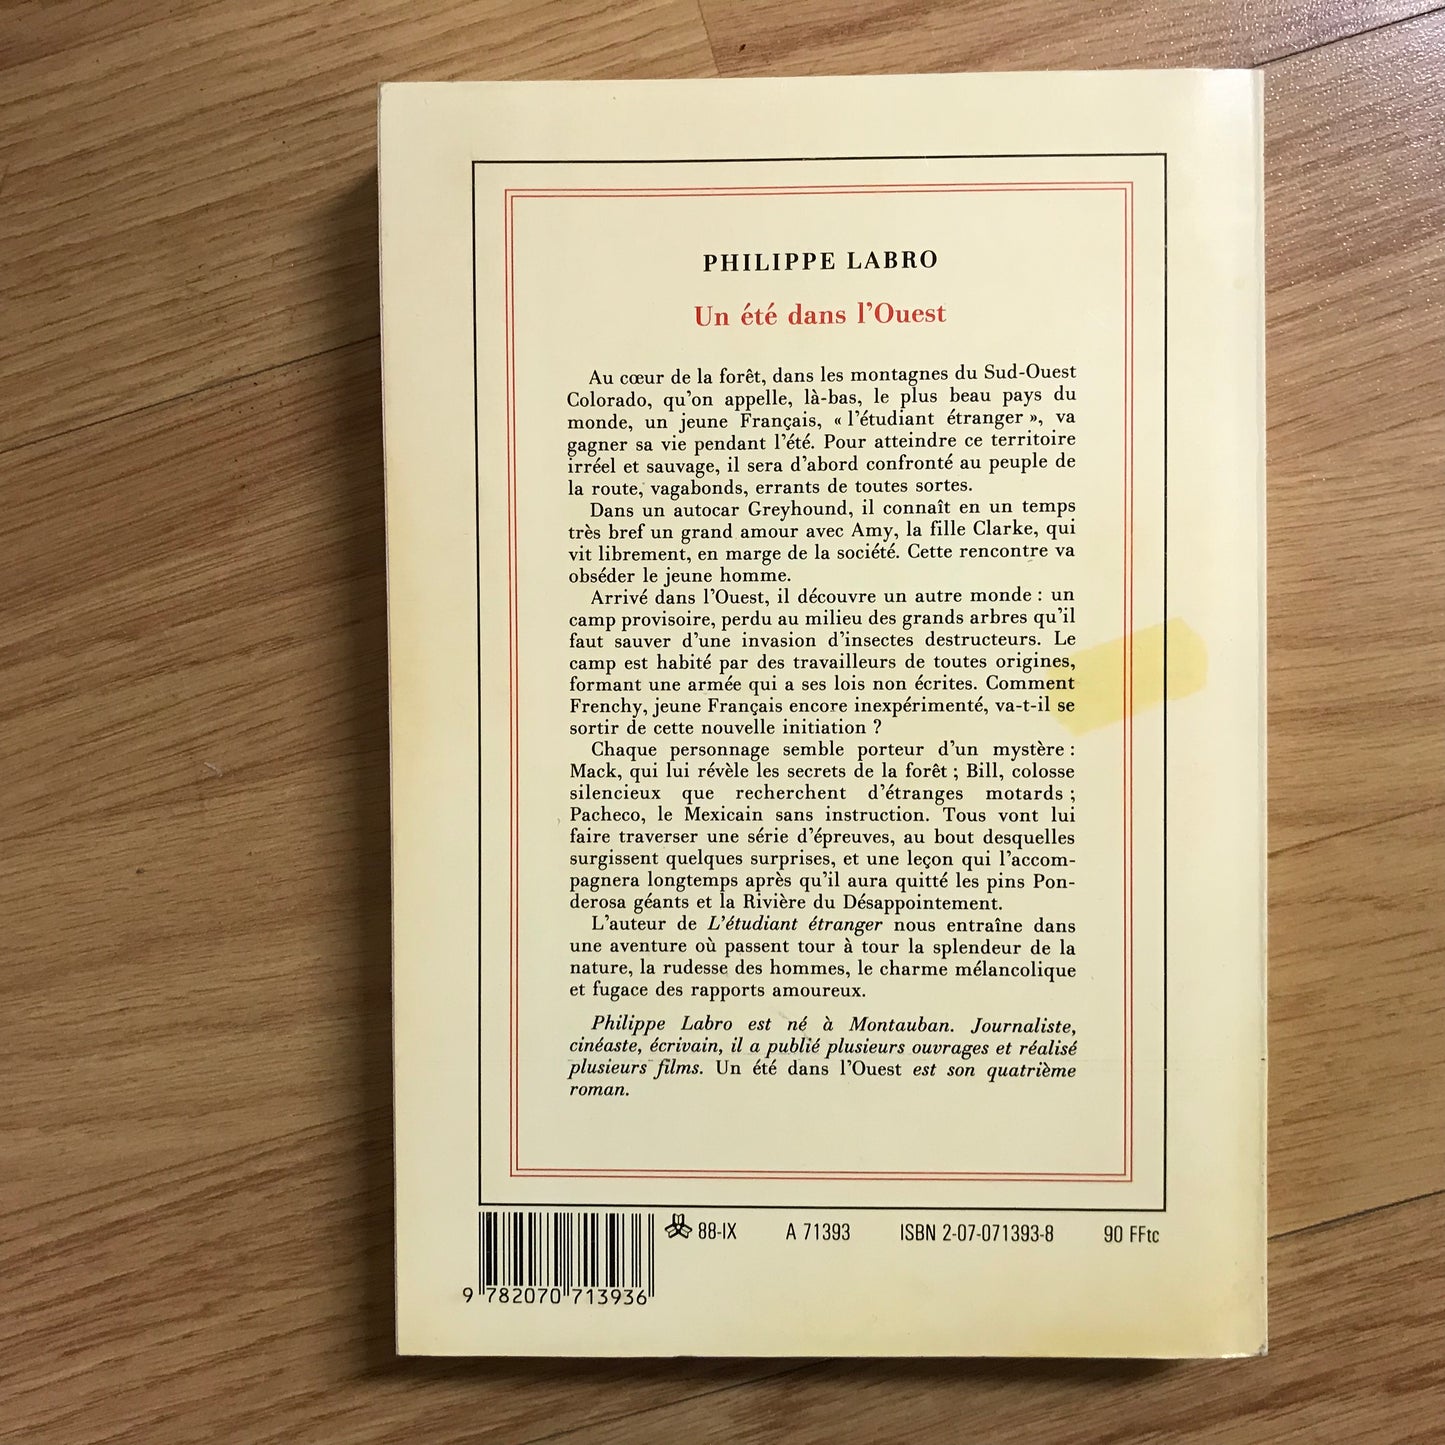 PHILIPPE LABRO
Un été dans l'Ouest
Au cœur de la forêt, dans les montagnes du Sud-Ouest
Colorado, qu'on appelle, là-bas, le plus beau pays du
monde, un jeune Français, « l'étudiant étranger », va
gagner sa vie pendant l'été. Pour atteindre ce territoire
irréel et sauvage, il sera d'abord confronté au peuple de
la route, vagabonds, errants de toutes sortes.
Dans un autocar Greyhound, il connaît en un temps
très bref un grand amour avec Amy, la fille Clarke, qui
vit librement, en marge de la société. Cette rencontre va
obséder le jeune homme.
Arrivé dans l'Ouest, il découvre un autre monde : un
camp provisoire, perdu au milieu des grands arbres qu'il
faut sauver d'une invasion d'insectes destructeurs. Le
camp est habité par des travailleurs de toutes origines,
formant une armée qui a ses lois non écrites. Comment
Frenchy, jeune Français encore inexpérimenté, va-t-il se
sortir de cette nouvelle initiation ?
Chaque personnage semble porteur d'un mystère :
Mack, qui lui révèle les secrets de la forêt ; Bill, colosse
silencieux que recherchent d'étranges motards ;
Pacheco, le Mexicain sans instruction. Tous vont lui
faire traverser une série d'épreuves, au bout desquelles
surgissent quelques surprises, et une leçon qui l'accom-
pagnera longtemps après qu'il aura quitté les pins Pon-
derosa géants et la Rivière du Désappointement.
L'auteur de L'étudiant étranger nous entraîne dans
une aventure où passent tour à tour la splendeur de la
nature, la rudesse des hommes, le charme mélancolique
et fugace des rapports amoureux.
Philippe Labro est né à Montauban. Journaliste,
cinéaste, écrivain, il a publié plusieurs ouvrages et réalisé
plusieurs films. Un été dans l'Ouest est son quatrième
roman.
88-IX A 71393 ISBN 2-07-071393-8 90 FFtc
9 782070 713936